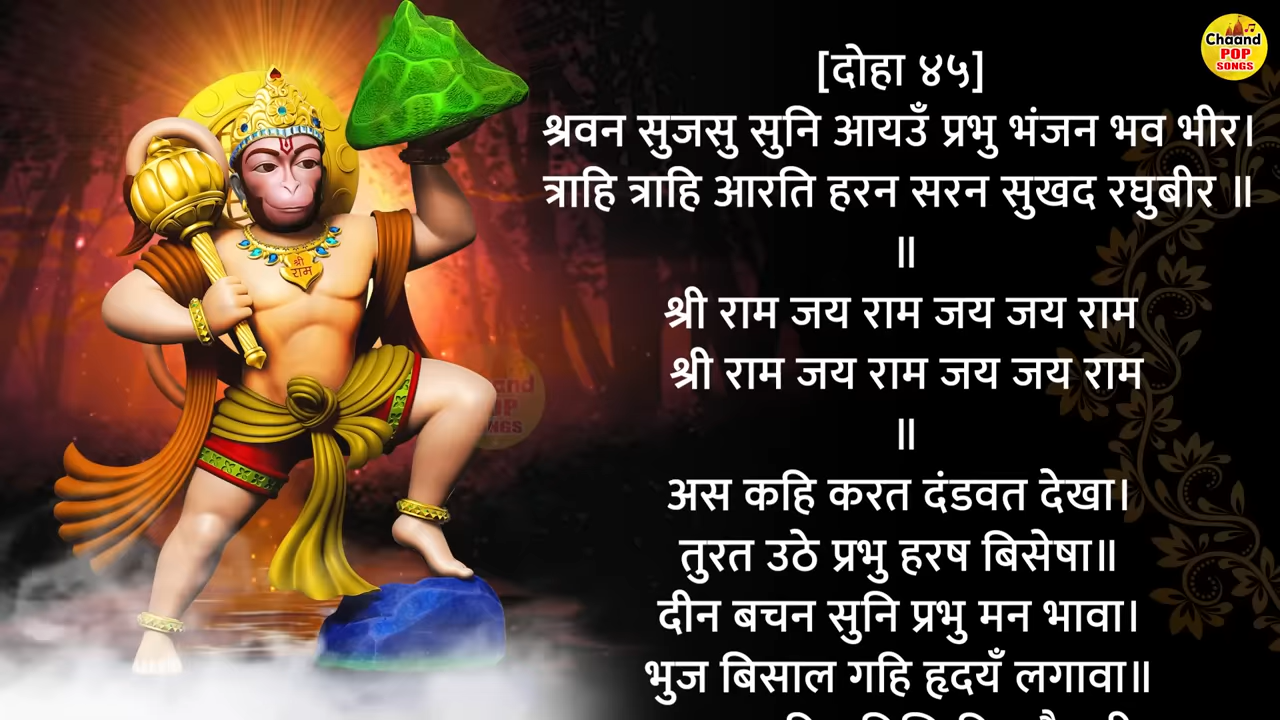 Chaand
POP
SONGS
[दोहा ४५]
श्रवन सुजसु सुनि आयउँ प्रभु भंजन भव भीर।
त्राहि त्राहि आरति हरन सरन सुखद रघुबीर ॥
॥
श्री राम जय राम जय जय राम
श्री राम जय राम जय जय राम
॥
अस कहि करत दंडवत देखा।
तुरत उठे प्रभु हरष बिसेषा॥
दीन बचन सुनि प्रभु मन भावा।
भुज बिसाल गहि हृदयँ लगावा॥
श्री
राम